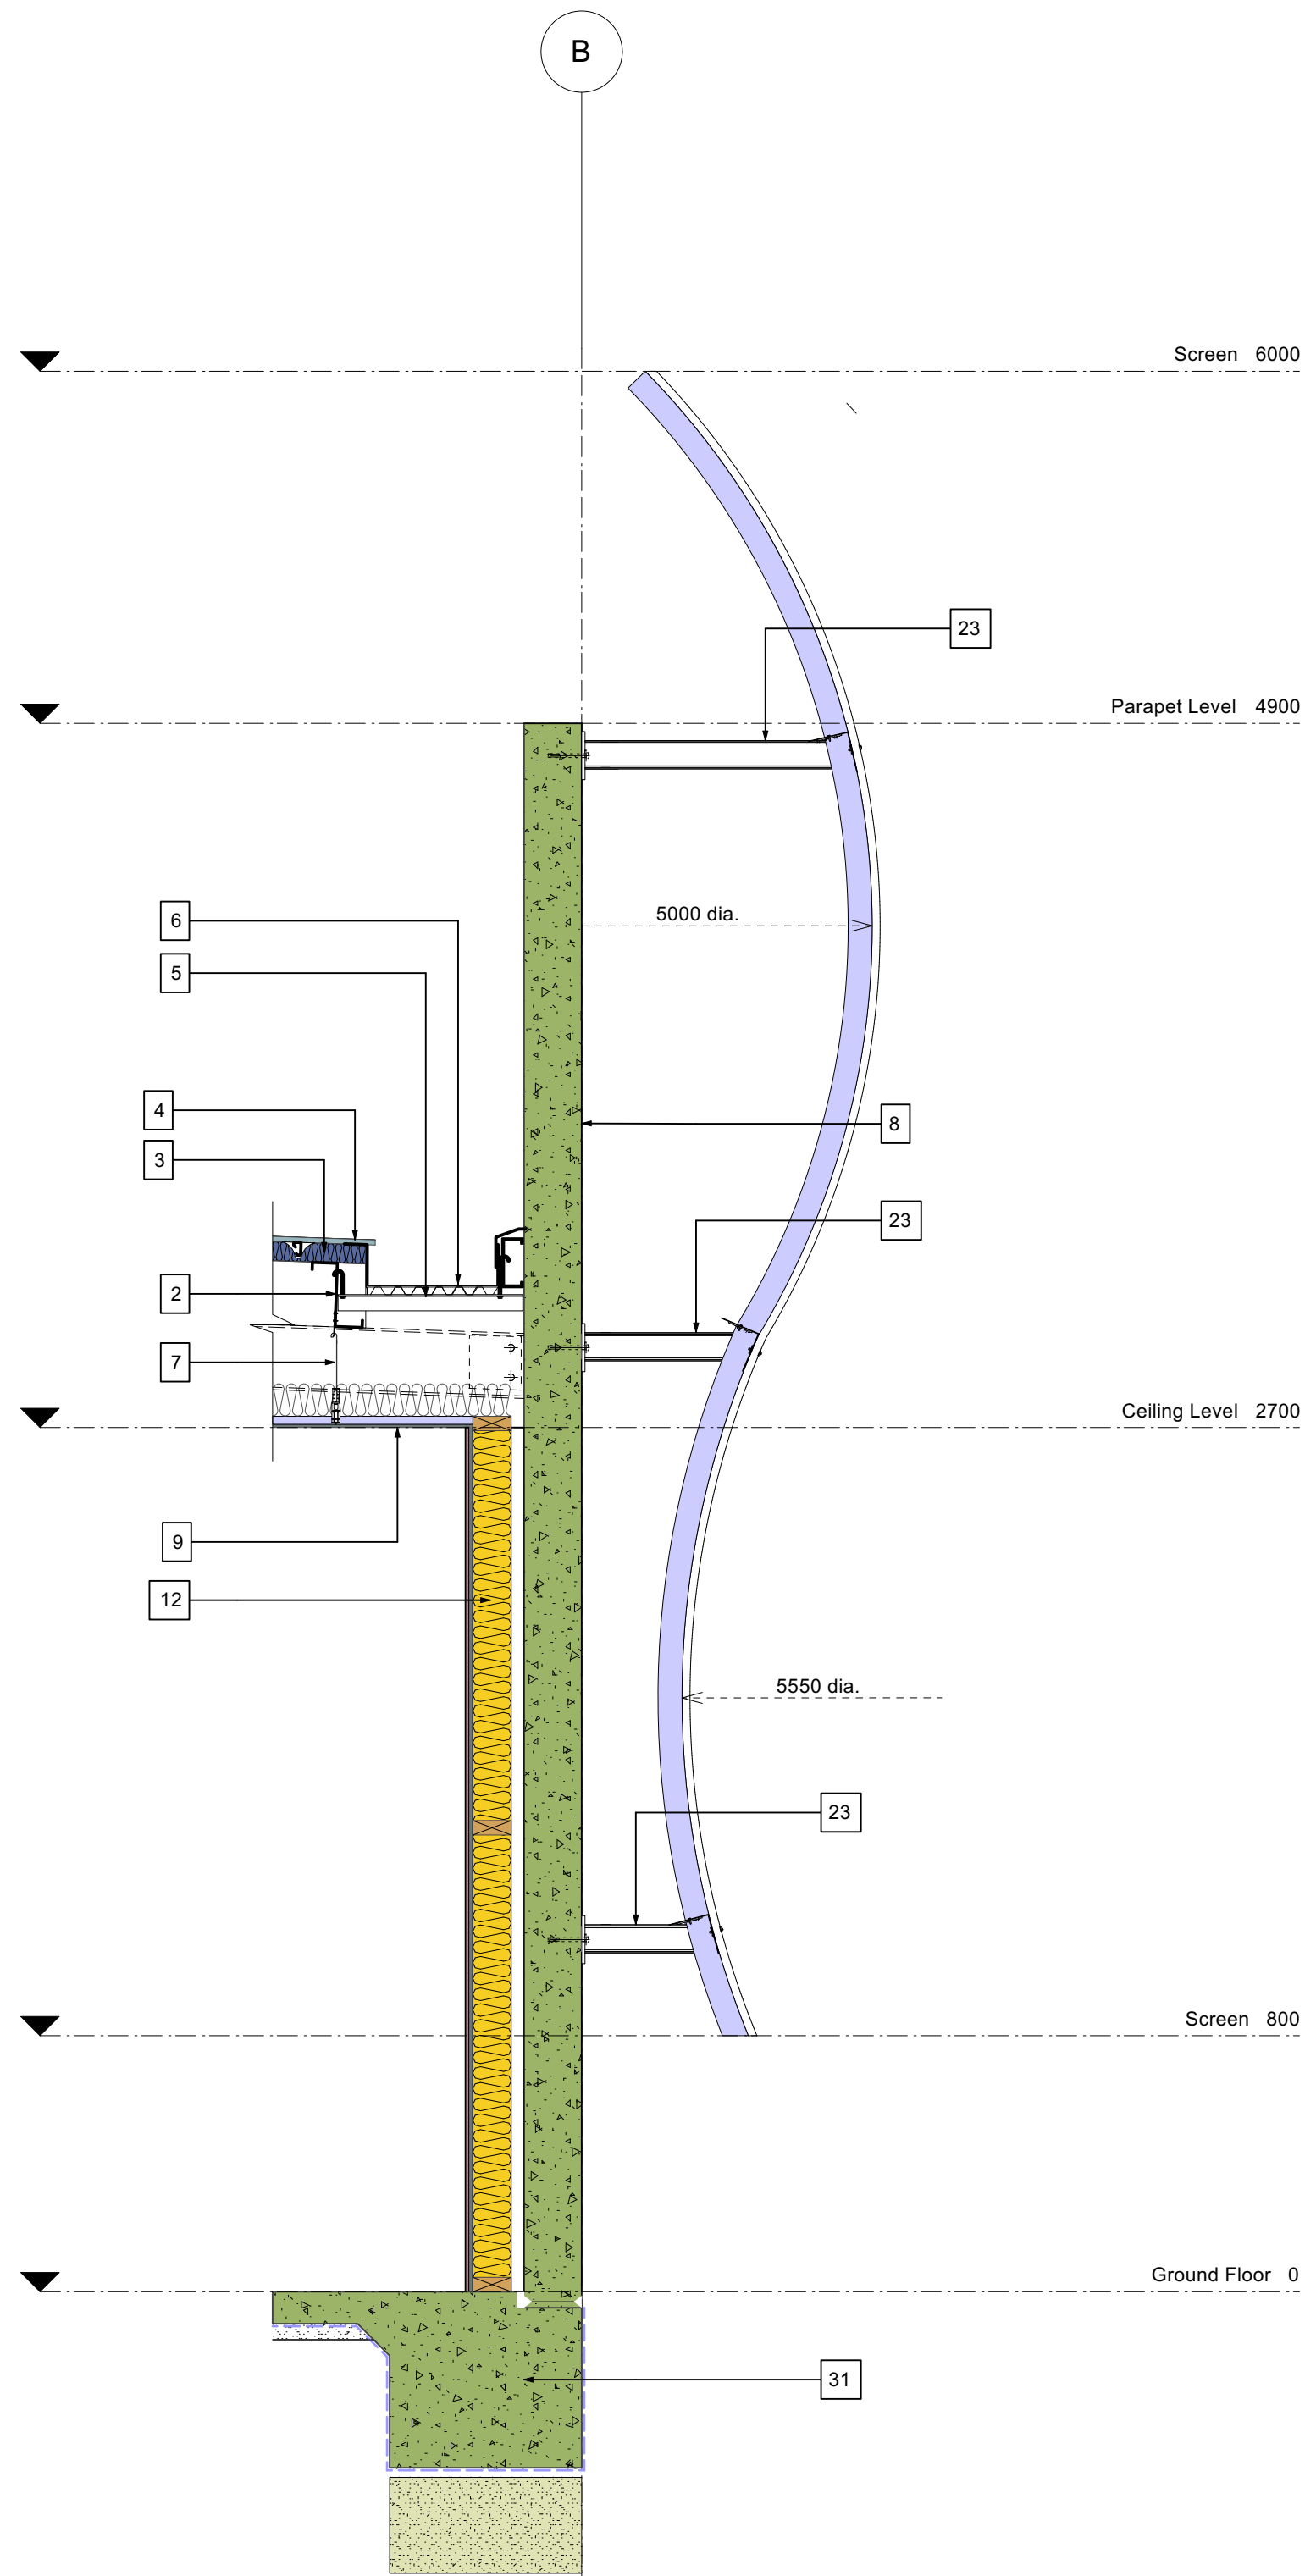 B
Screen 6000
23
Parapet Level 4900
5000 dia.
6
5
4
8
3
23
2
7
Ceiling Level 2700
9
12
5550 dia.
23
Screen 800
Ground Floor 0
31